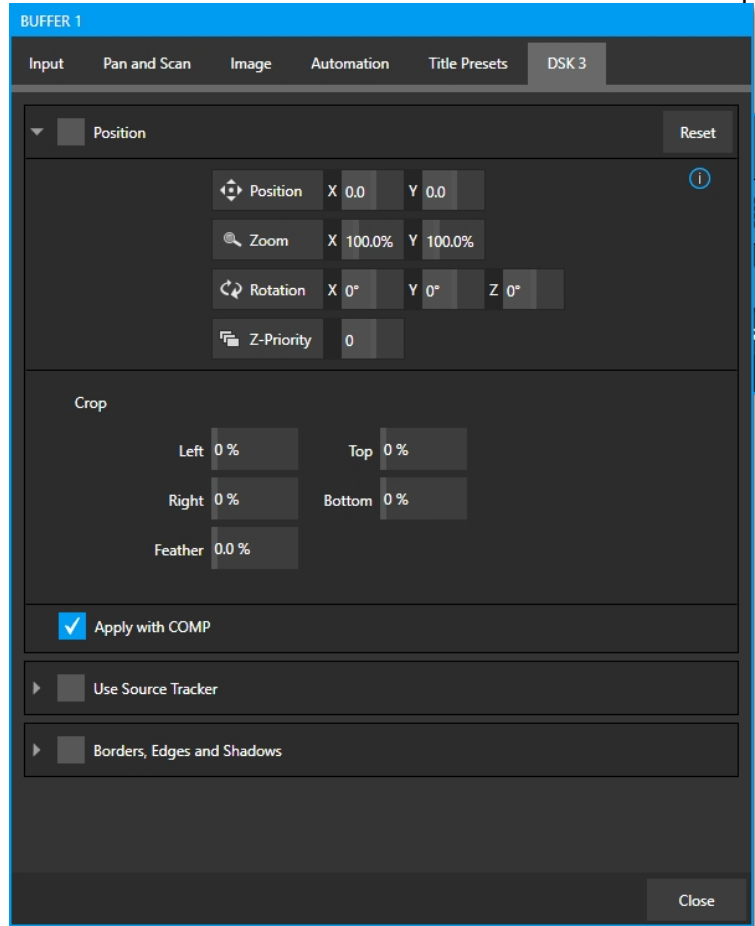 BUFFER 1
Input Pan and Scan Image Automation Title Presets DSK 3
Position Reset
Position X 0.0 Y 0.0
Zoom X 100.0% Y 100.0%
Rotation X 0° Y 0° Z 0°
Z-Priority 0
Crop
Left 0 % Top 0 %
Right 0 % Bottom 0 %
Feather 0.0 %
Apply with COMP
Use Source Tracker
Borders, Edges and Shadows
Close